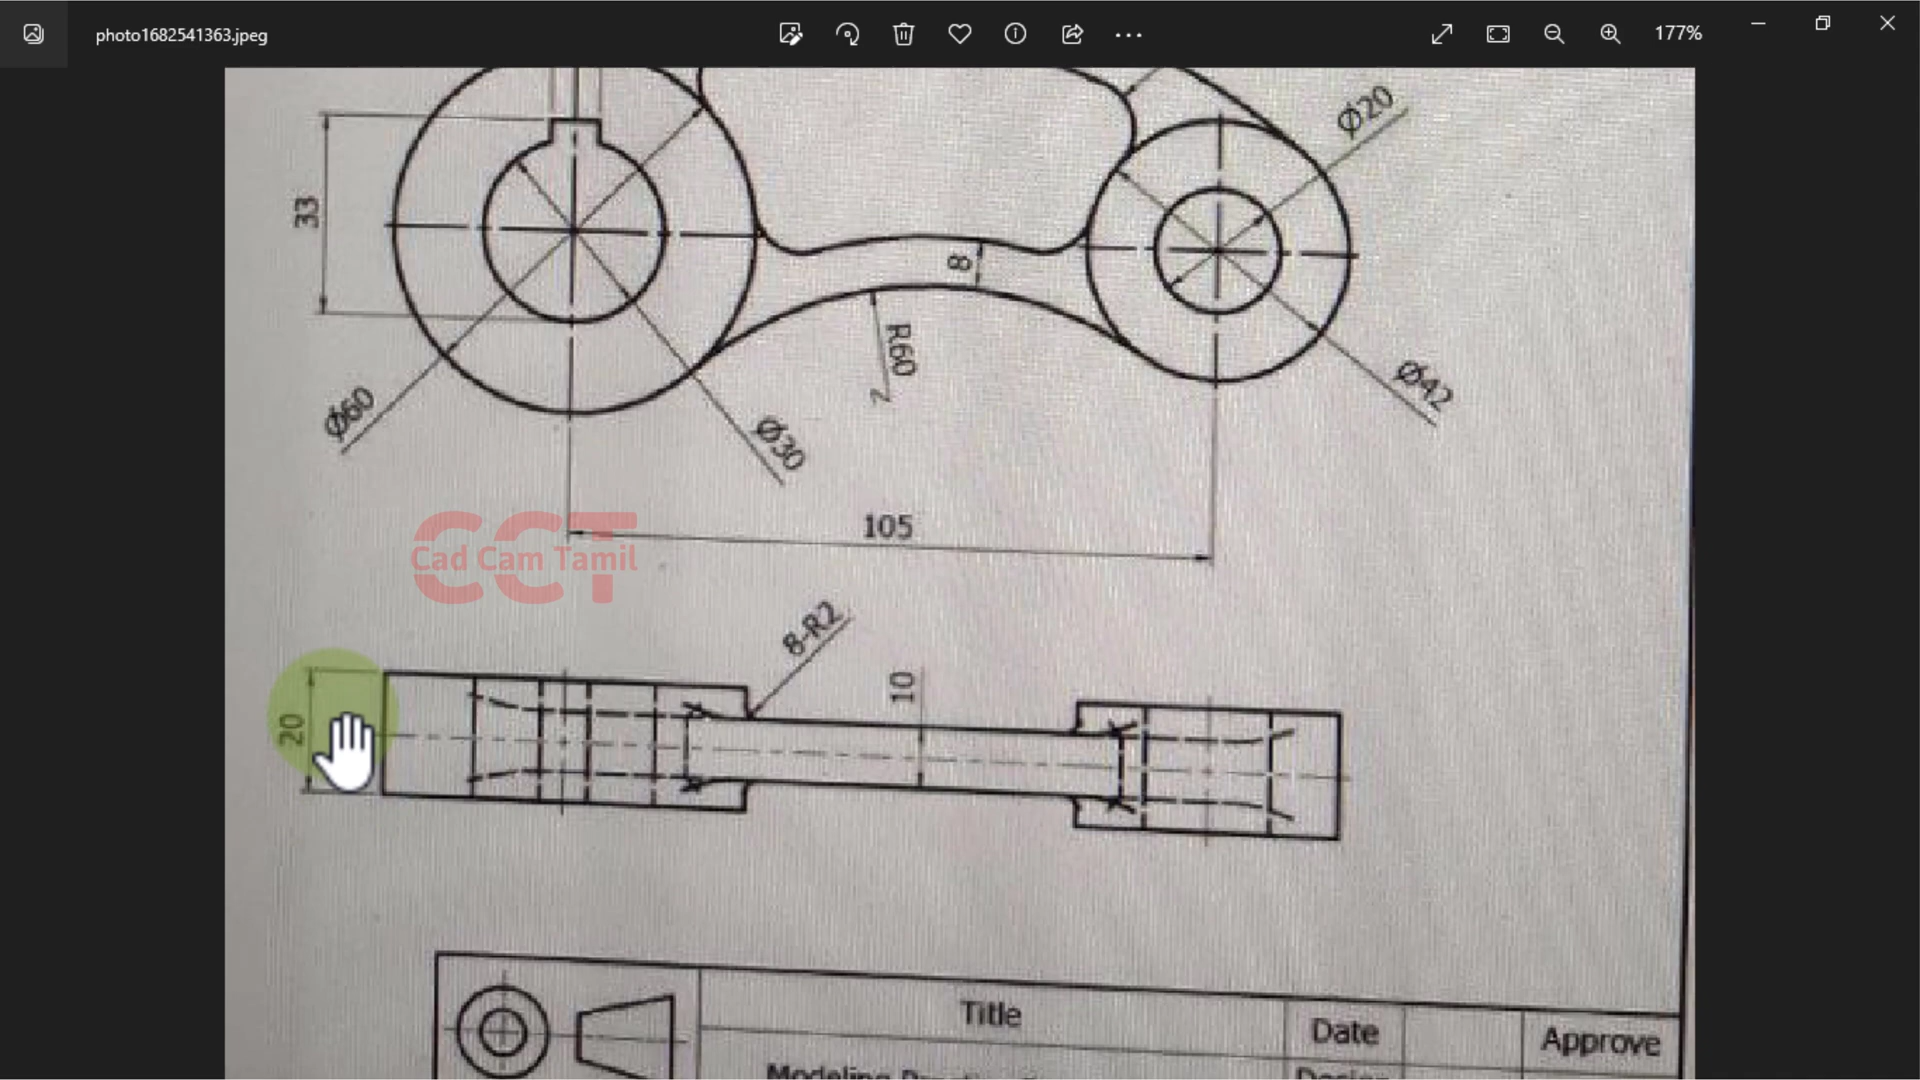 photo1682541363.jpeg
177%
Ø20
33
8
R60
Ø60
Ø42
Ø30
105
CCT
Cad Cam Tamil
8-R2
10
20
Title
Date
Approve
Modeling